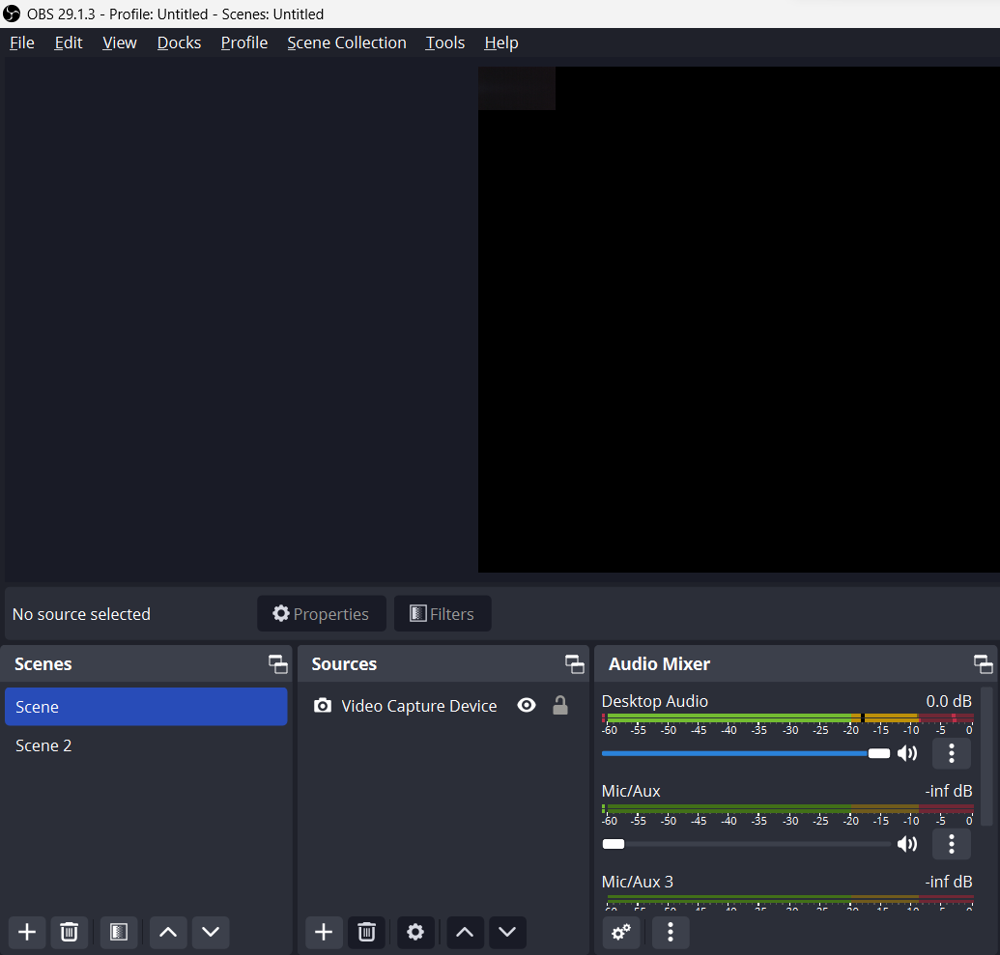 OBS 29.1.3 - Profile: Untitled - Scenes: Untitled
File Edit View Docks Profile Scene Collection Tools Help
No source selected Properties Filters
Scenes Sources Audio Mixer
Scene
Scene 2
Video Capture Device
Desktop Audio 0.0 dB
-60 -55 -50 -45 -40 -35 -30 -25 -20 -15 -10 -5 0
Mic/Aux -inf dB
-60 -55 -50 -45 -40 -35 -30 -25 -20 -15 -10 -5 0
Mic/Aux 3 -inf dB